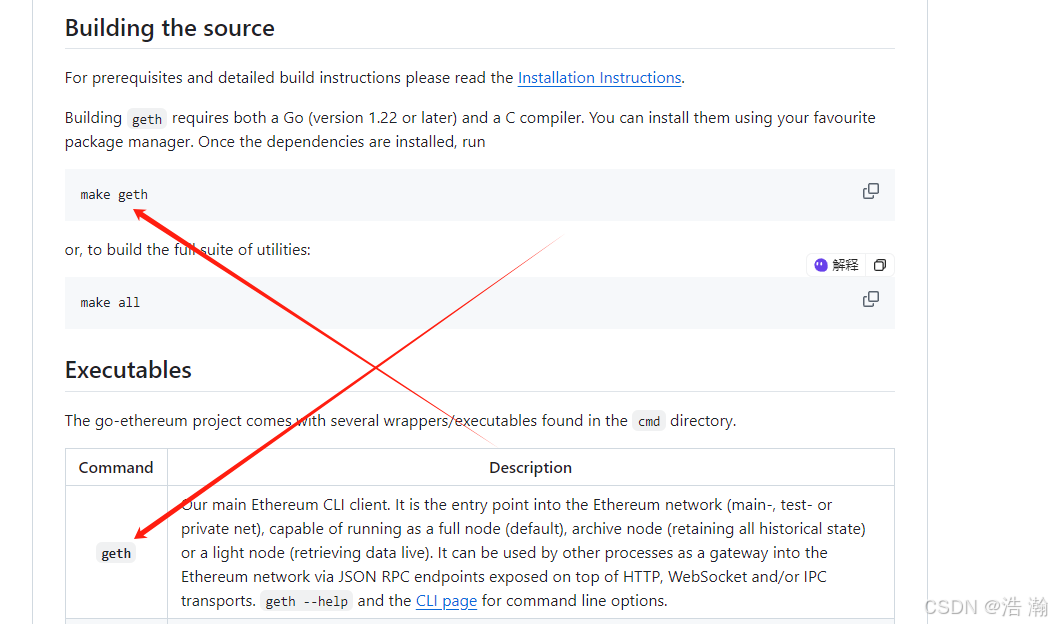 Building the source
For prerequisites and detailed build instructions please read the Installation Instructions.
Building geth requires both a Go (version 1.22 or later) and a C compiler. You can install them using your favourite
package manager. Once the dependencies are installed, run
make geth
or, to build the full suite of utilities:
解释
make all
Executables
The go-ethereum project comes with several wrappers/executables found in the cmd directory.
Command Description
Our main Ethereum CLI client. It is the entry point into the Ethereum network (main-, test- or
private net), capable of running as a full node (default), archive node (retaining all historical state)
geth or a light node (retrieving data live). It can be used by other processes as a gateway into the
Ethereum network via JSON RPC endpoints exposed on top of HTTP, WebSocket and/or IPC
transports. geth --help and the CLI page for command line options.
CSDN @浩 瀚